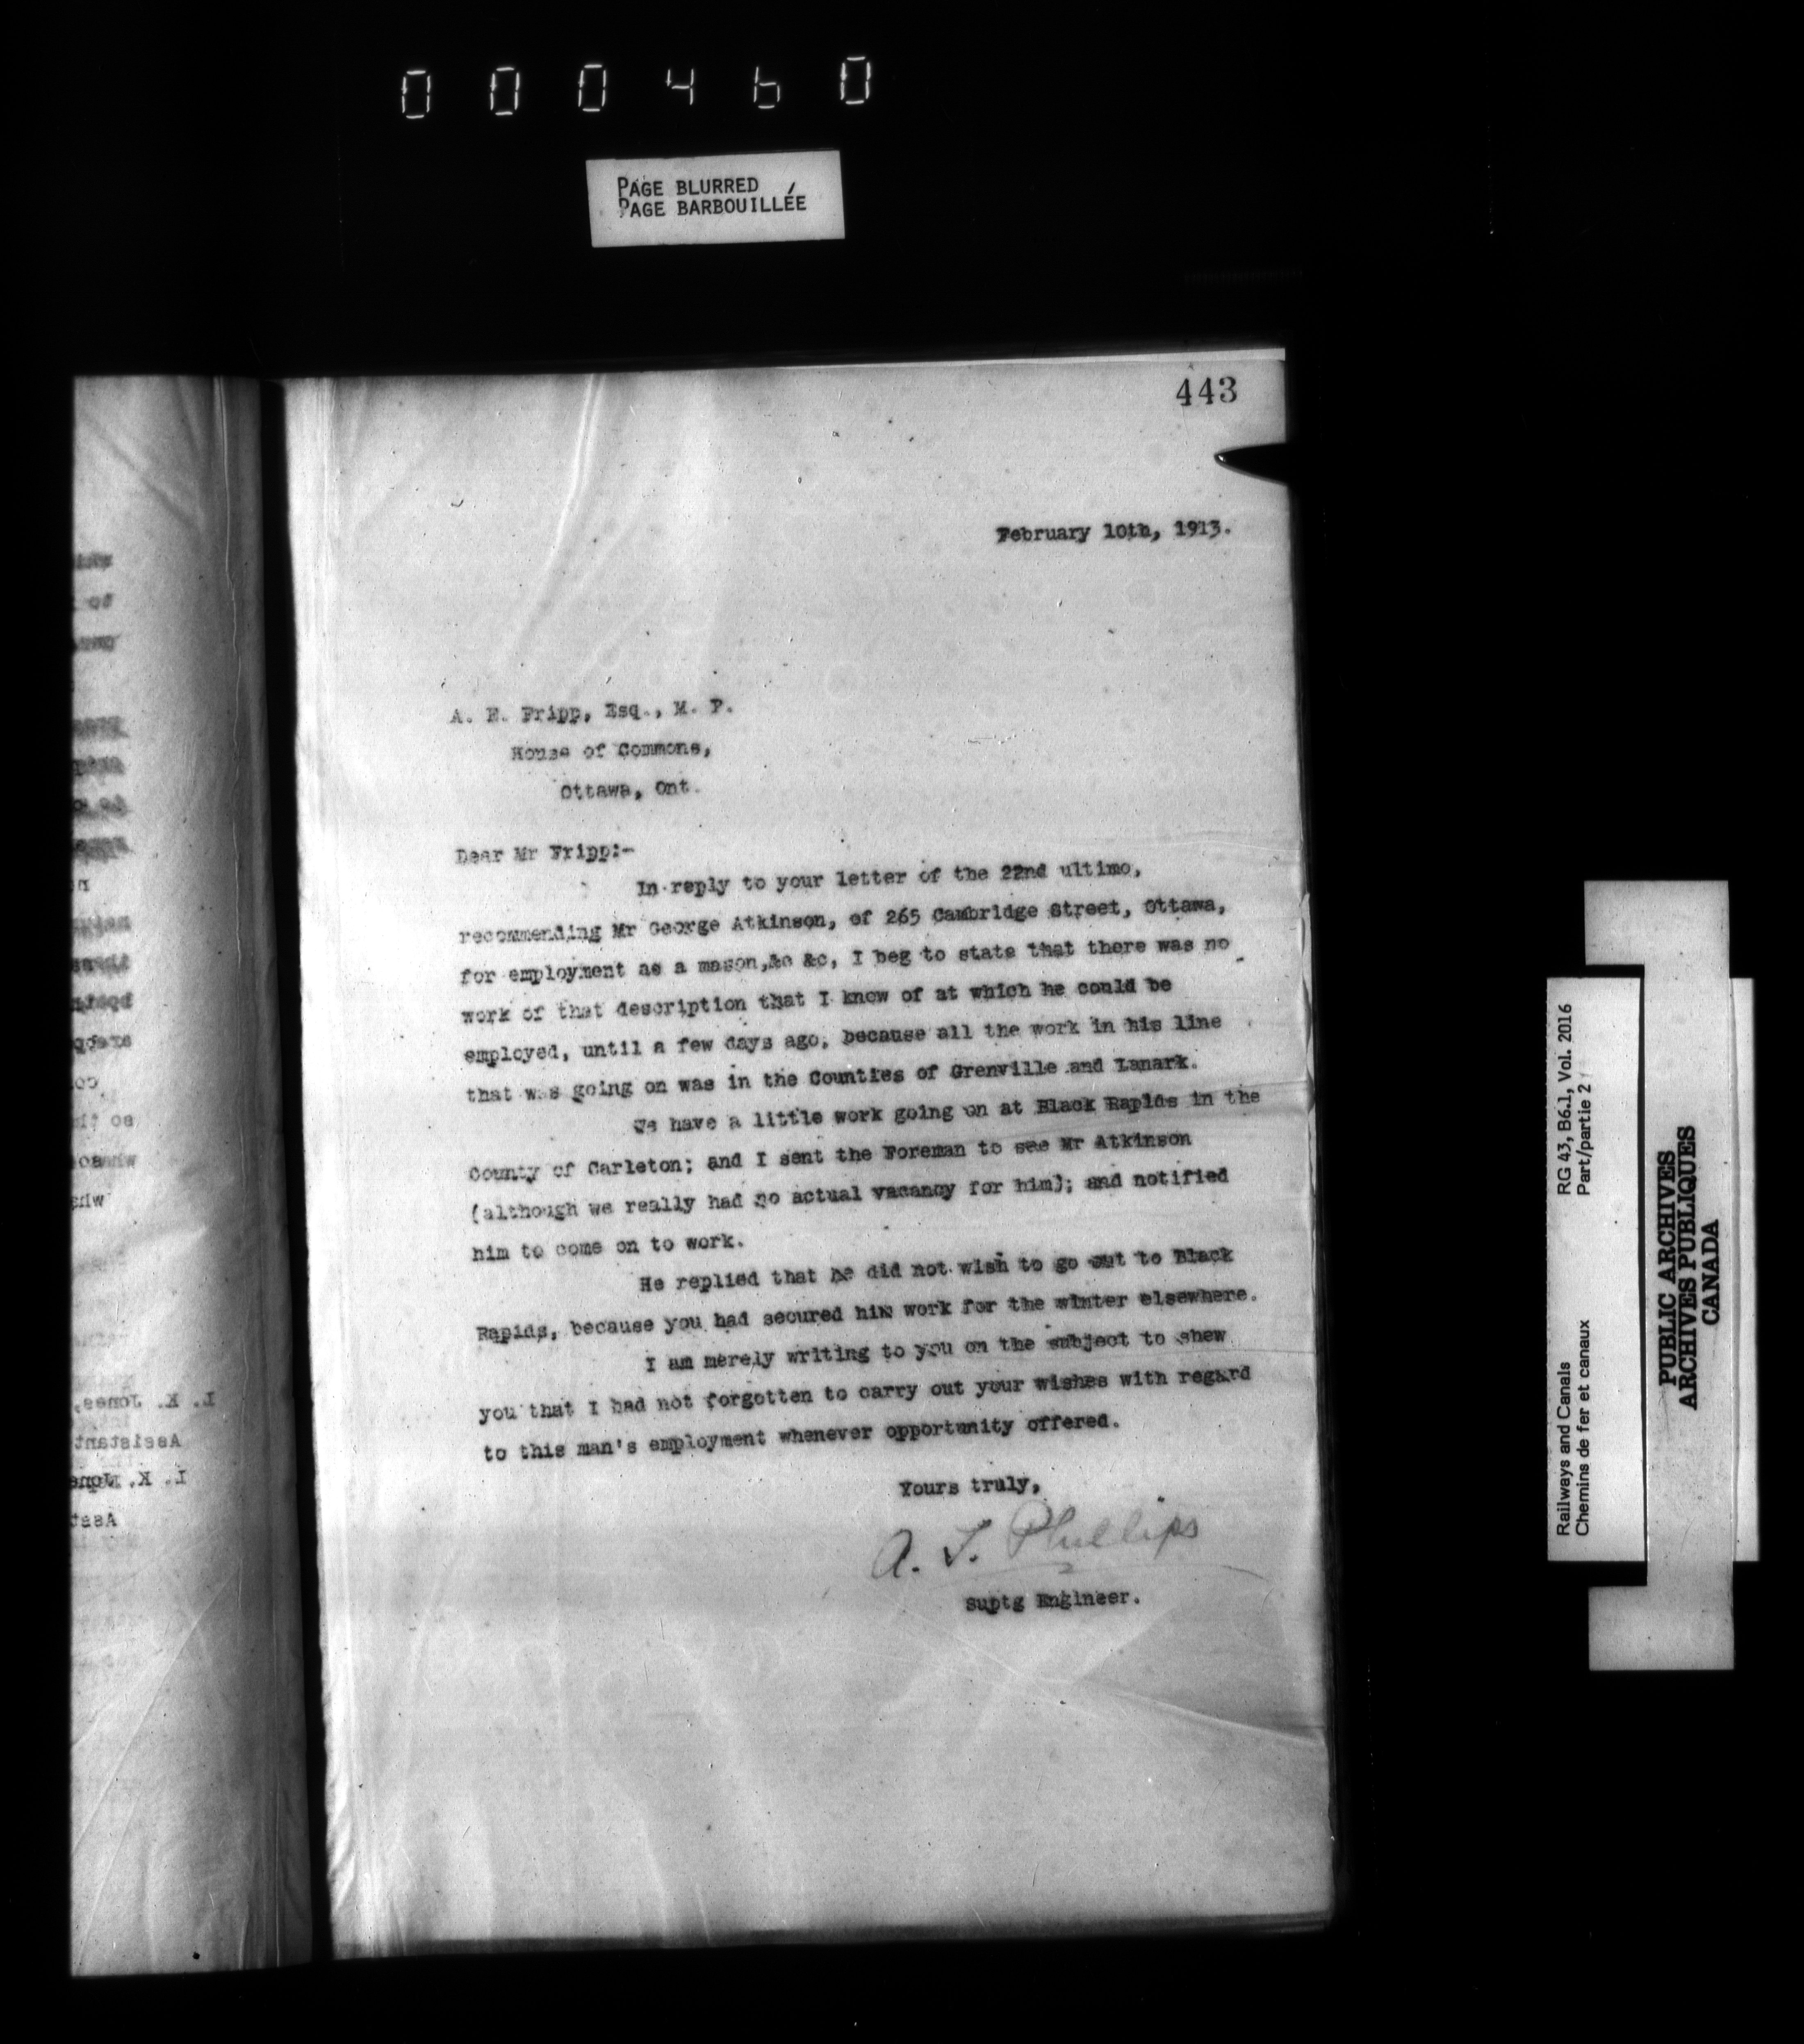 000460
PAGE BLURRED
PAGE BARBOUILLÉE
443
February 10th, 1913.
A. E. Fripp, Esq., M. P.
House of Commons,
Ottawa, Ont.
Dear Mr Fripp:-
In reply to your letter of the 22nd ultimo,
recommending Mr George Atkinson, of 265 Cambridge Street, Ottawa,
for employment as a mason,&c &c, I beg to state that there was no
work of that description that I know of at which he could be
employed, until a few days ago, because all the work in his line
that was going on was in the Counties of Grenville and Lanark.
We have a little work going on at Black Rapids in the
County of Carleton; and I sent the Foreman to see Mr Atkinson
(although we really had no actual vacancy for him); and notified
him to come on to work.
He replied that he did not wish to go out to Black
Rapids, because you had secured him work for the winter elsewhere.
I am merely writing to you on the subject to shew
you that I had not forgotten to carry out your wishes with regard
to this man's employment whenever opportunity offered.
Yours truly,
A. T. Phillips
Suptg Engineer.
L. K. Jones,
Assistant
L. K. Jone
Asst
Railways and Canals RG 43, B6.1, Vol. 2016
Chemins de fer et canaux Part/partie 2
PUBLIC ARCHIVES
ARCHIVES PUBLIQUES
CANADA